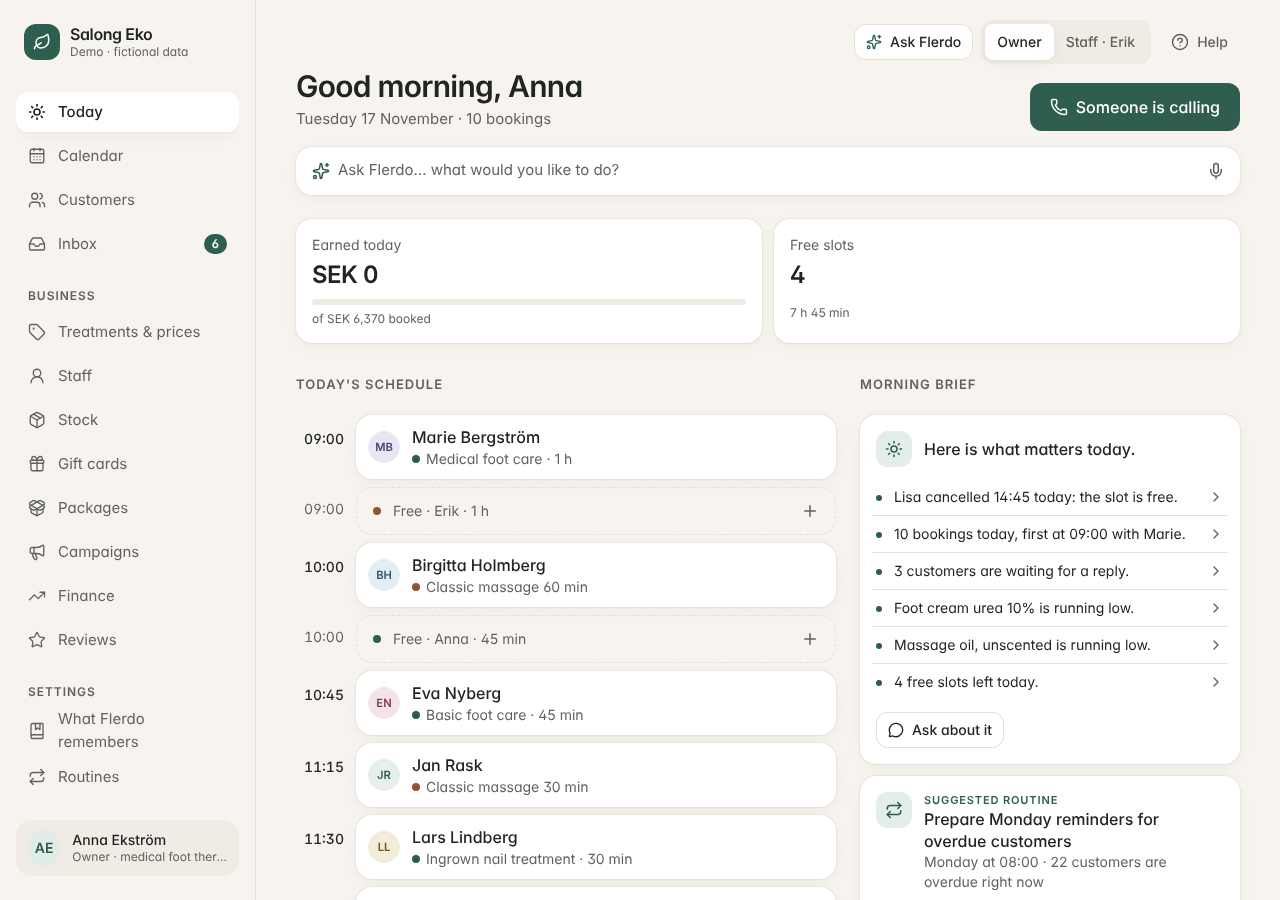 Salong Eko
Demo · fictional data
Today
Calendar
Customers
Inbox
6
BUSINESS
Treatments & prices
Staff
Stock
Gift cards
Packages
Campaigns
Finance
Reviews
SETTINGS
What Flerdo
remembers
Routines
AE
Anna Ekström
Owner · medical foot ther...
Ask Flerdo
Owner
Staff · Erik
Help
Good morning, Anna
Tuesday 17 November · 10 bookings
Someone is calling
Ask Flerdo... what would you like to do?
Earned today
SEK 0
of SEK 6,370 booked
Free slots
4
7 h 45 min
TODAY'S SCHEDULE
09:00
MB
Marie Bergström
Medical foot care · 1 h
09:00
Free · Erik · 1 h
10:00
BH
Birgitta Holmberg
Classic massage 60 min
10:00
Free · Anna · 45 min
10:45
EN
Eva Nyberg
Basic foot care · 45 min
11:15
JR
Jan Rask
Classic massage 30 min
11:30
LL
Lars Lindberg
Ingrown nail treatment · 30 min
MORNING BRIEF
Here is what matters today.
Lisa cancelled 14:45 today: the slot is free.
10 bookings today, first at 09:00 with Marie.
3 customers are waiting for a reply.
Foot cream urea 10% is running low.
Massage oil, unscented is running low.
4 free slots left today.
Ask about it
SUGGESTED ROUTINE
Prepare Monday reminders for
overdue customers
Monday at 08:00 · 22 customers are
overdue right now